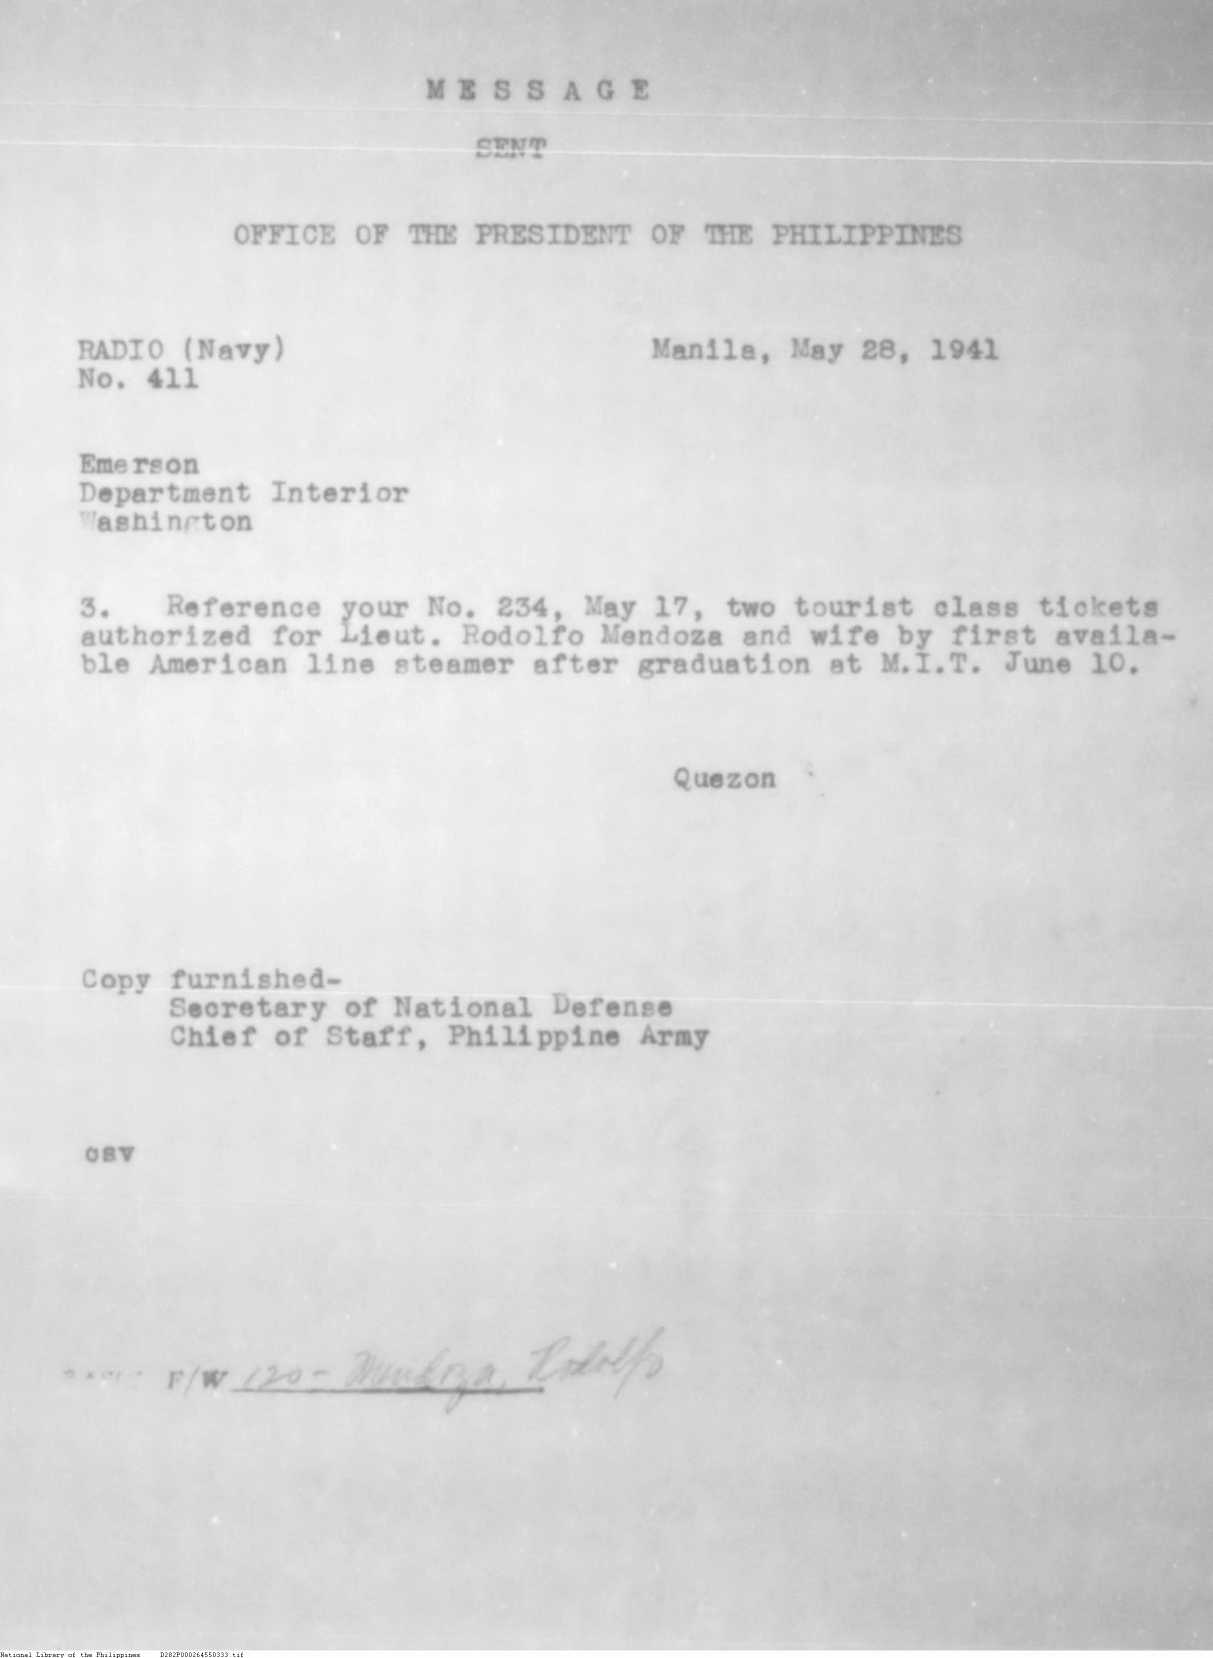 MESSAGE
SENT
OFFICE OF THE PRESIDENT OF THE PHILIPPINES
RADIO (Navy) Manila, May 28, 1941
No. 411
Emerson
Department Interior
Washington
3. Reference your No. 234, May 17, two tourist class tickets
authorized for Lieut. Rodolfo Mendoza and wife by first availa-
ble American line steamer after graduation at M.I.T. June 10.
Quezon
Copy furnished-
Secretary of National Defense
Chief of Staff, Philippine Army
csv
F/W 120- Mendoza, Rodolfo
National Library of the Philippines D282P000264550333.tif